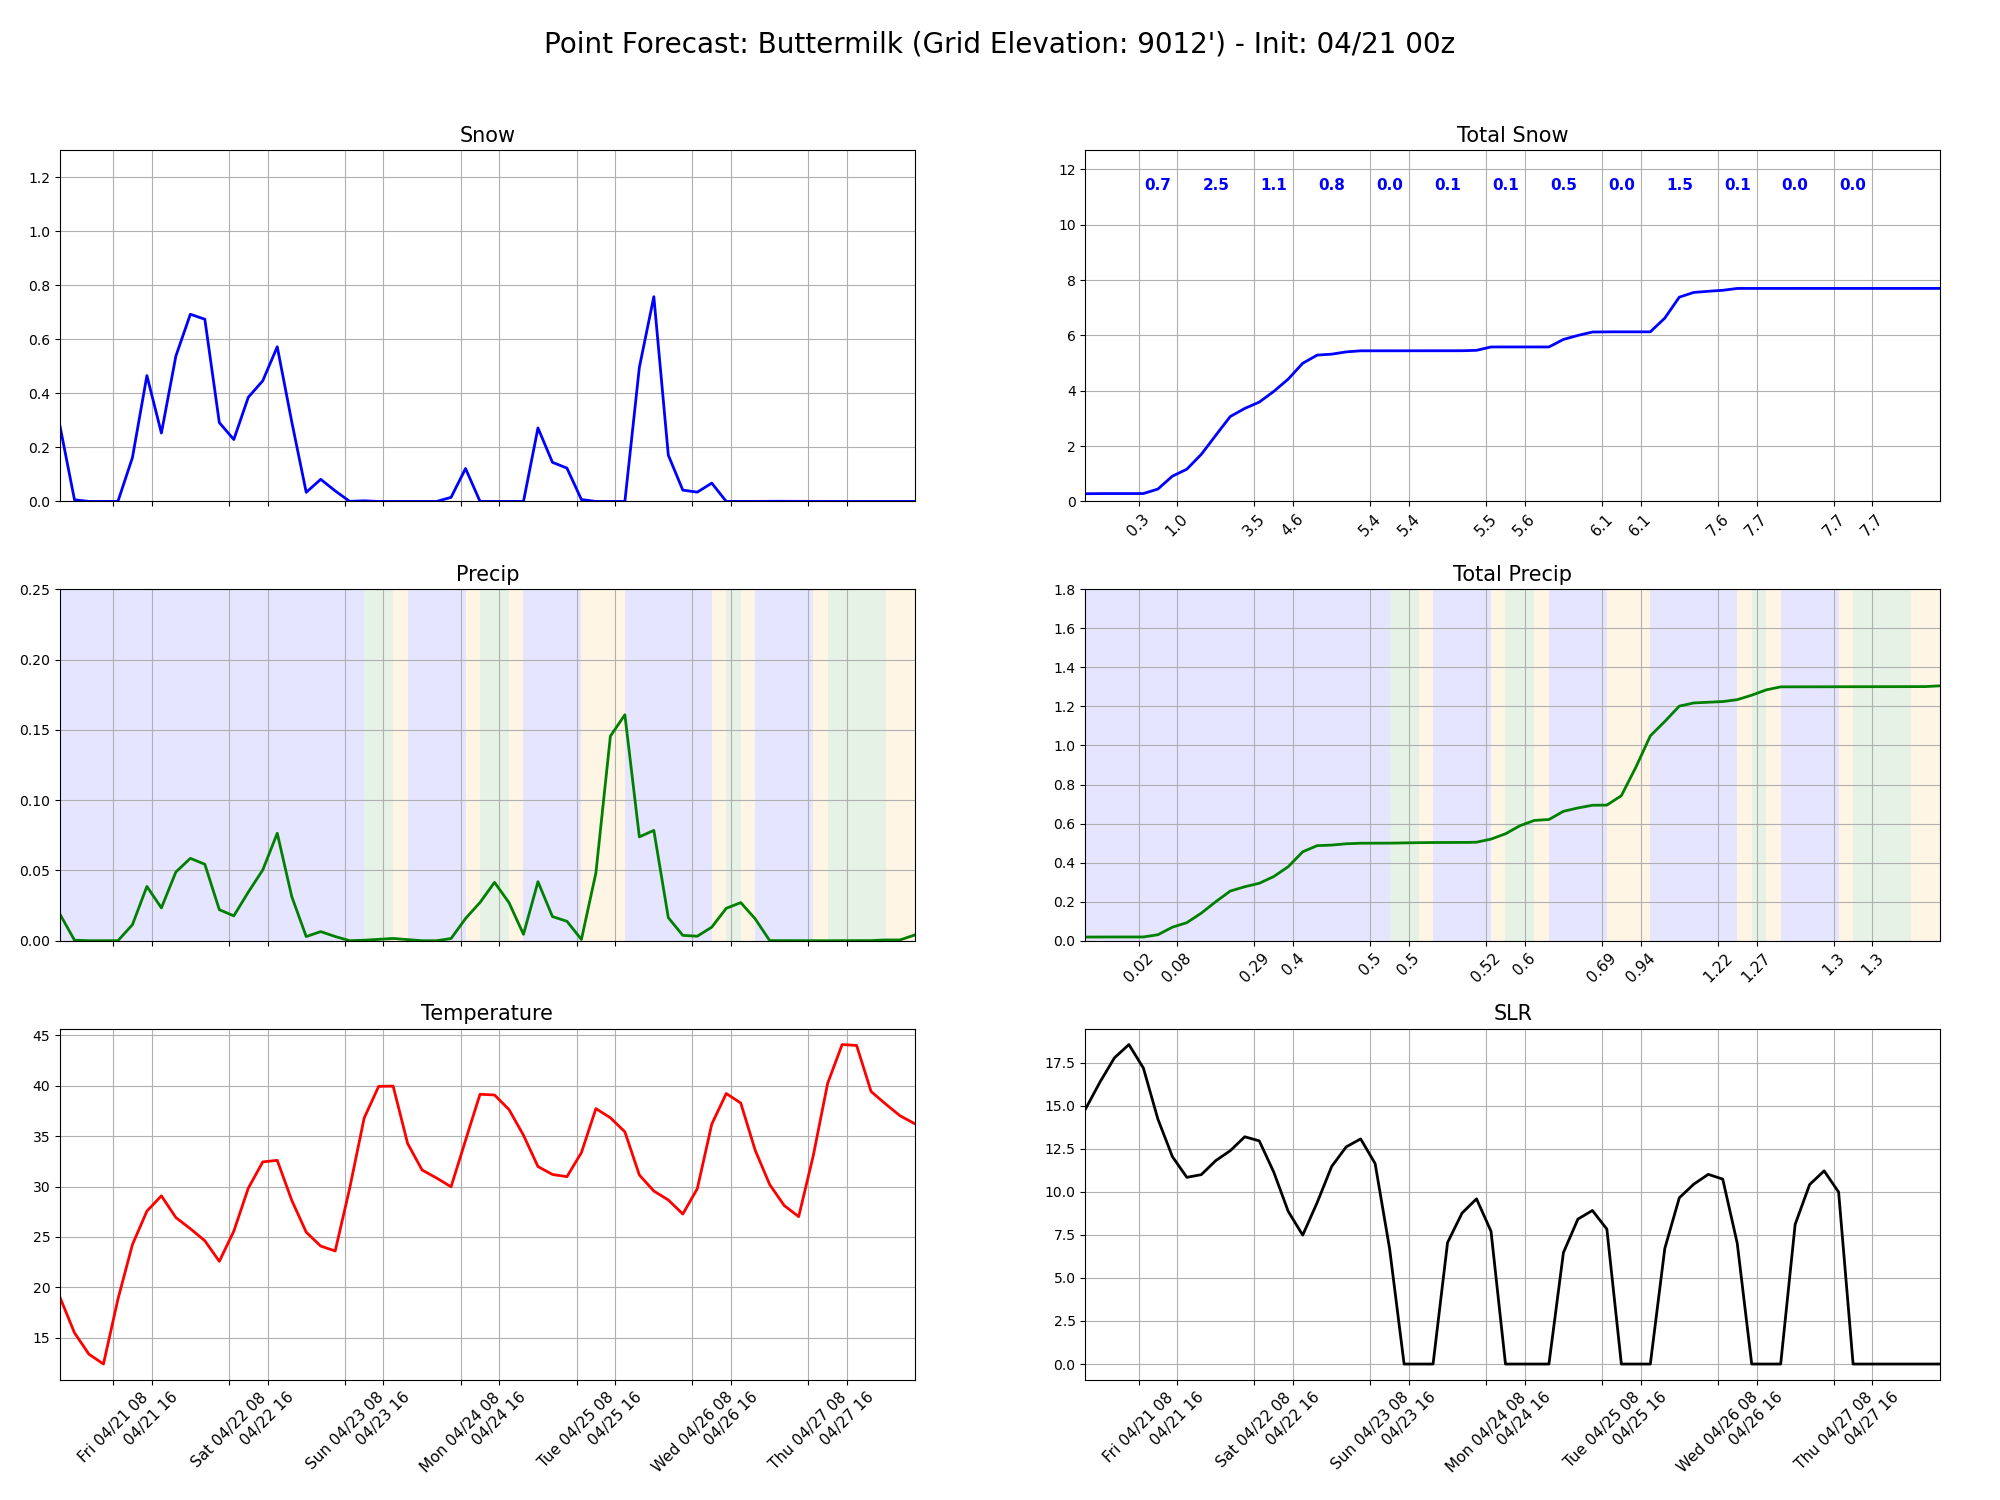 Point Forecast: Buttermilk (Grid Elevation: 9012') - Init: 04/21 00z
Snow
1.2
1.0
0.8
0.6
0.4
0.2
0.0
Total Snow
12
10
8
6
4
2
0
0.7 2.5 1.1 0.8 0.0 0.1 0.1 0.5 0.0 1.5 0.1 0.0 0.0
0.3 1.0 3.5 4.6 5.4 5.4 5.5 5.6 6.1 6.1 7.6 7.7 7.7 7.7
Precip
0.25
0.20
0.15
0.10
0.05
0.00
Total Precip
1.8
1.6
1.4
1.2
1.0
0.8
0.6
0.4
0.2
0.0
0.02 0.08 0.29 0.4 0.5 0.5 0.52 0.6 0.69 0.94 1.22 1.27 1.3 1.3
Temperature
45
40
35
30
25
20
15
Fri 04/21 08
04/21 16
Sat 04/22 08
04/22 16
Sun 04/23 08
04/23 16
Mon 04/24 08
04/24 16
Tue 04/25 08
04/25 16
Wed 04/26 08
04/26 16
Thu 04/27 08
04/27 16
SLR
17.5
15.0
12.5
10.0
7.5
5.0
2.5
0.0
Fri 04/21 08
04/21 16
Sat 04/22 08
04/22 16
Sun 04/23 08
04/23 16
Mon 04/24 08
04/24 16
Tue 04/25 08
04/25 16
Wed 04/26 08
04/26 16
Thu 04/27 08
04/27 16